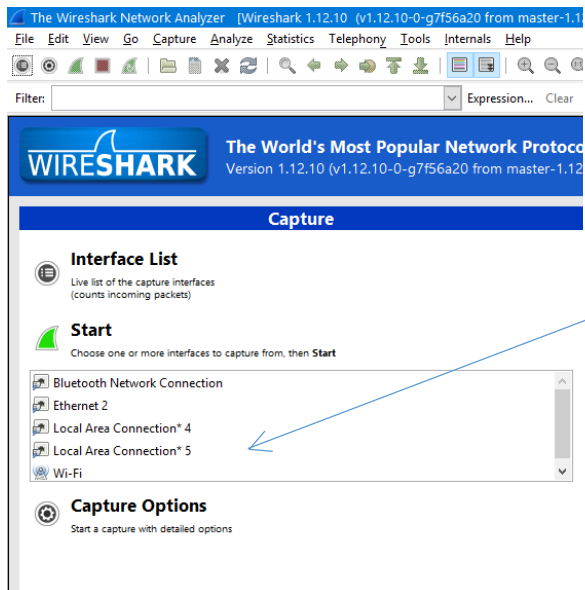 The Wireshark Network Analyzer [Wireshark 1.12.10 (v1.12.10-0-g7f56a20 from master-1.1
File Edit View Go Capture Analyze Statistics Telephony Tools Internals Help
Filter: Expression... Clear
WIRESHARK
The World's Most Popular Network Protoco
Version 1.12.10 (v1.12.10-0-g7f56a20 from master-1.12
Capture
Interface List
Live list of the capture interfaces
(counts incoming packets)
Start
Choose one or more interfaces to capture from, then Start
Bluetooth Network Connection
Ethernet 2
Local Area Connection* 4
Local Area Connection* 5
Wi-Fi
Capture Options
Start a capture with detailed options